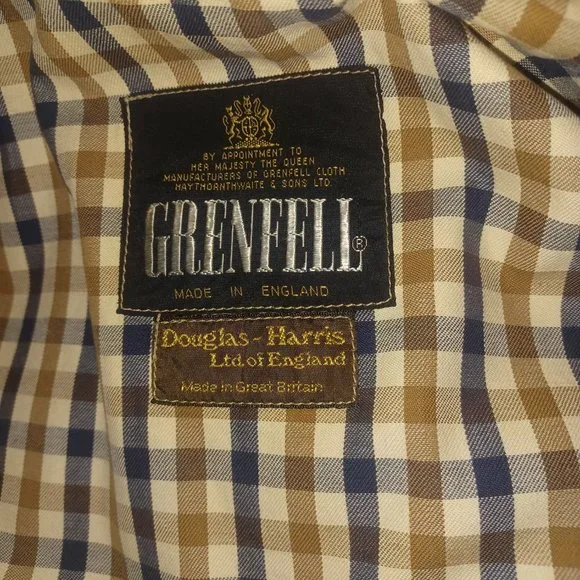 BY APPOINTMENT TO
HER MAJESTY THE QUEEN
MANUFACTURERS OF GRENFELL CLOTH
HAYTHORNTHWAITE & SONS LTD.
GRENFELL ®
MADE IN ENGLAND
Douglas-Harris
Ltd. of England
Made in Great Britain